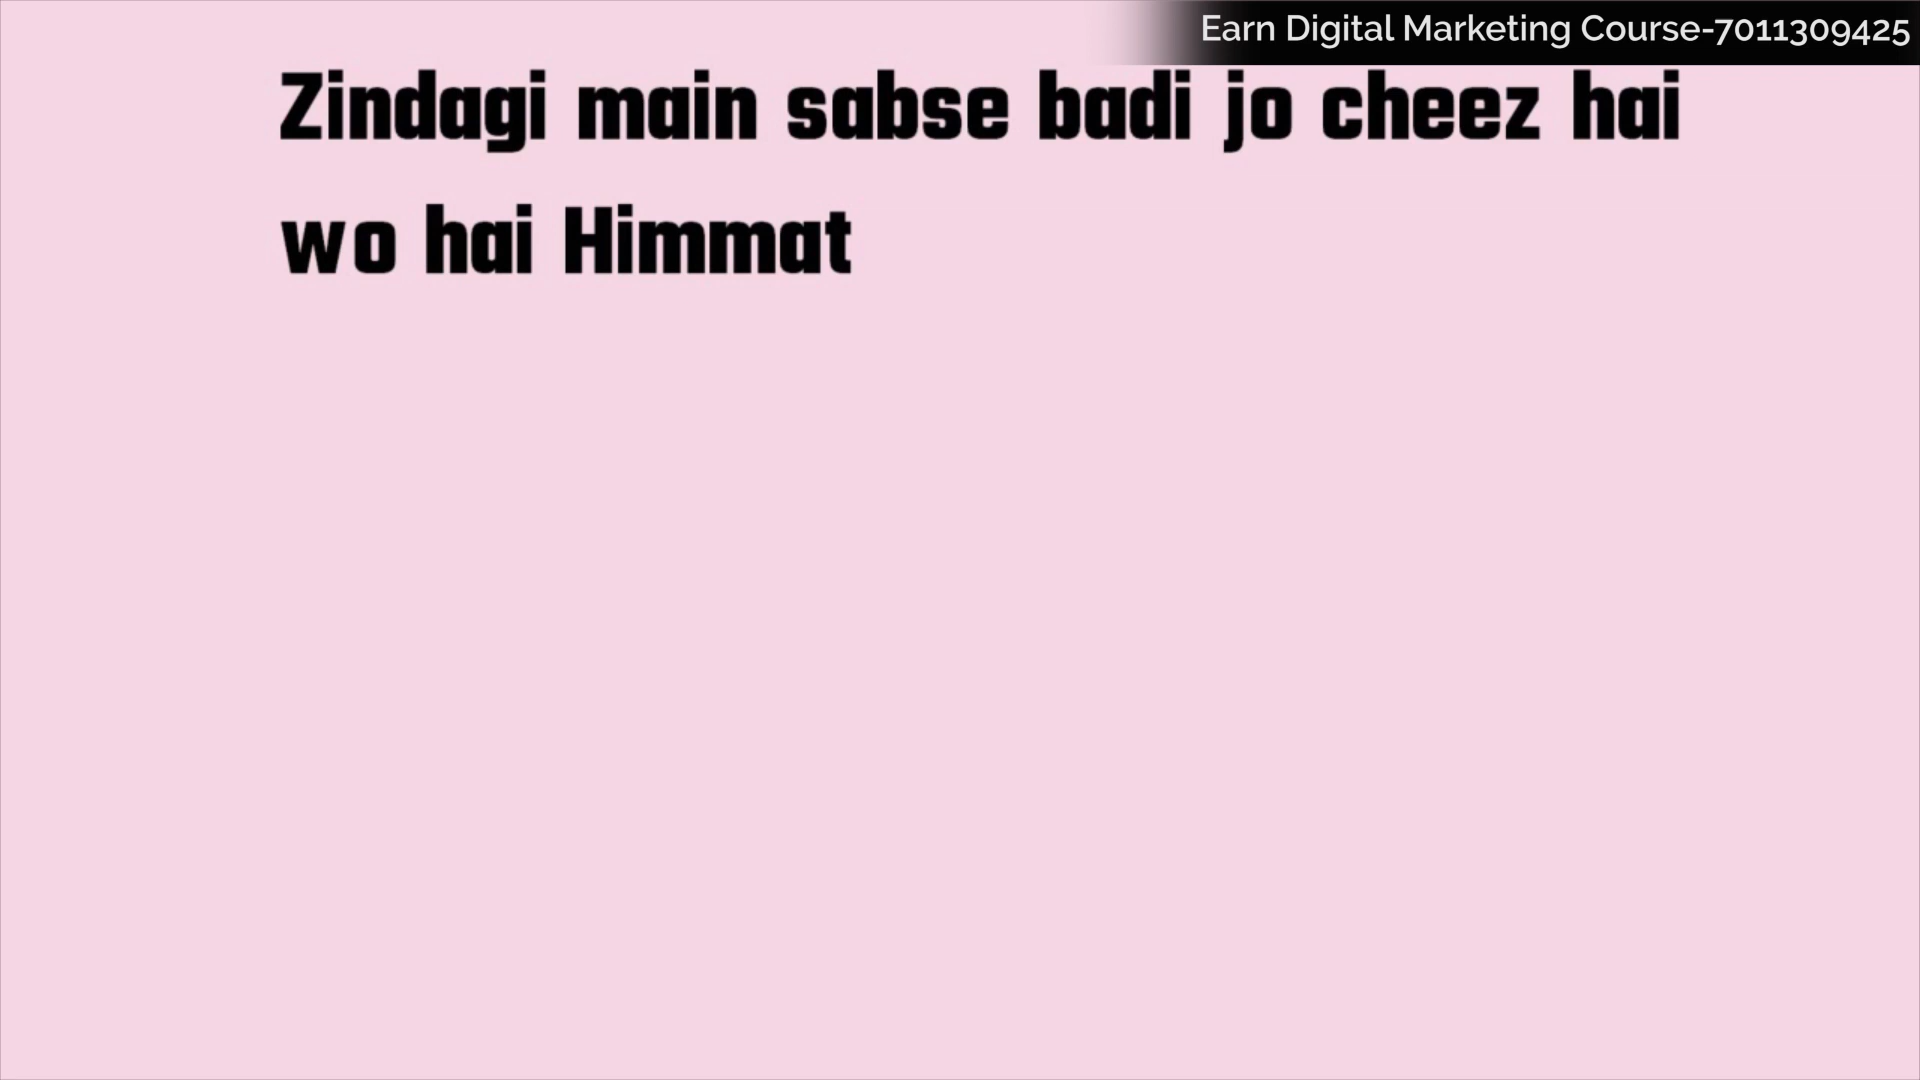 Earn Digital Marketing Course-7011309425
Zindagi main sabse badi jo cheez hai
wo hai Himmat